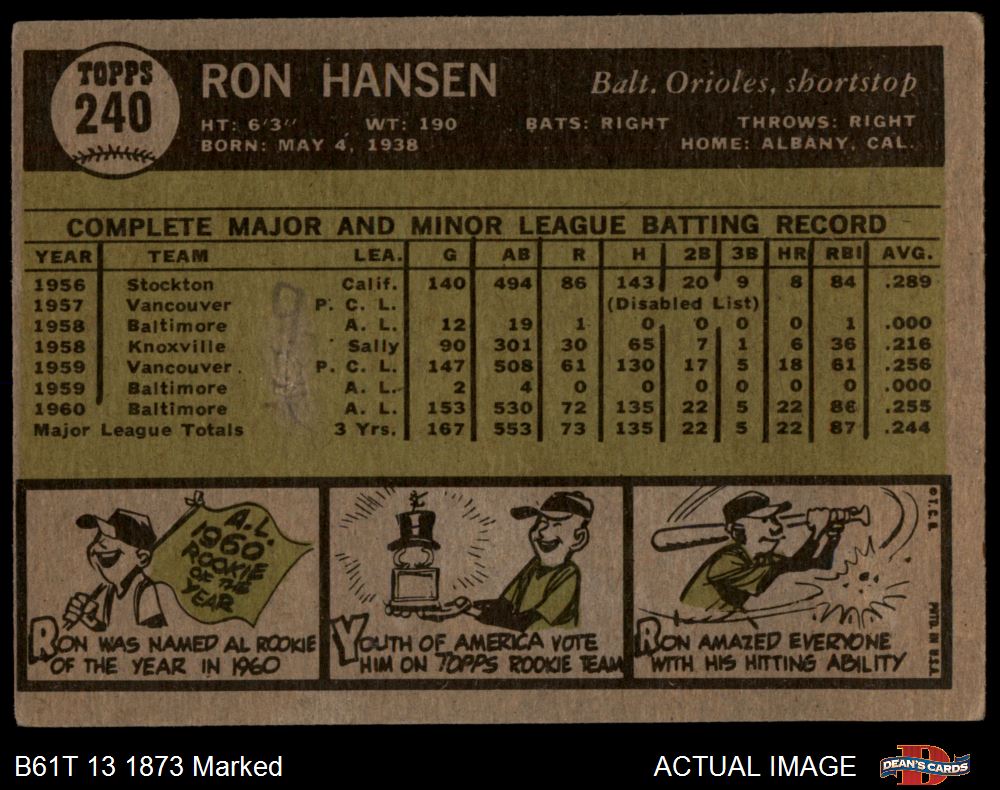 TOPPS
240
RON HANSEN
Balt. Orioles, shortstop
HT: 6'3" WT: 190 BATS: RIGHT THROWS: RIGHT
BORN: MAY 4, 1938 HOME: ALBANY, CAL.
COMPLETE MAJOR AND MINOR LEAGUE BATTING RECORD
YEAR TEAM LEA. G AB R H 2B 3B HR RBI AVG.
1956 Stockton Calif. 140 494 86 143 20 9 8 84 .289
1957 Vancouver P. C. L. (Disabled List)
1958 Baltimore A. L. 12 19 1 0 0 0 0 1 .000
1958 Knoxville Sally 90 301 30 65 7 1 6 36 .216
1959 Vancouver P. C. L. 147 508 61 130 17 5 18 61 .256
1959 Baltimore A. L. 2 4 0 0 0 0 0 0 .000
1960 Baltimore A. L. 153 530 72 135 22 5 22 86 .255
Major League Totals 3 Yrs. 167 553 73 135 22 5 22 87 .244
A.L.
1960
ROOKIE
OF THE
YEAR
RON WAS NAMED AL ROOKIE
OF THE YEAR IN 1960
YOUTH OF AMERICA VOTE
HIM ON TOPPS ROOKIE TEAM
RON AMAZED EVERYONE
WITH HIS HITTING ABILITY
©T.C.G.
PRTD. IN U.S.A.
B61T 13 1873 Marked
ACTUAL IMAGE
DEAN'S CARDS